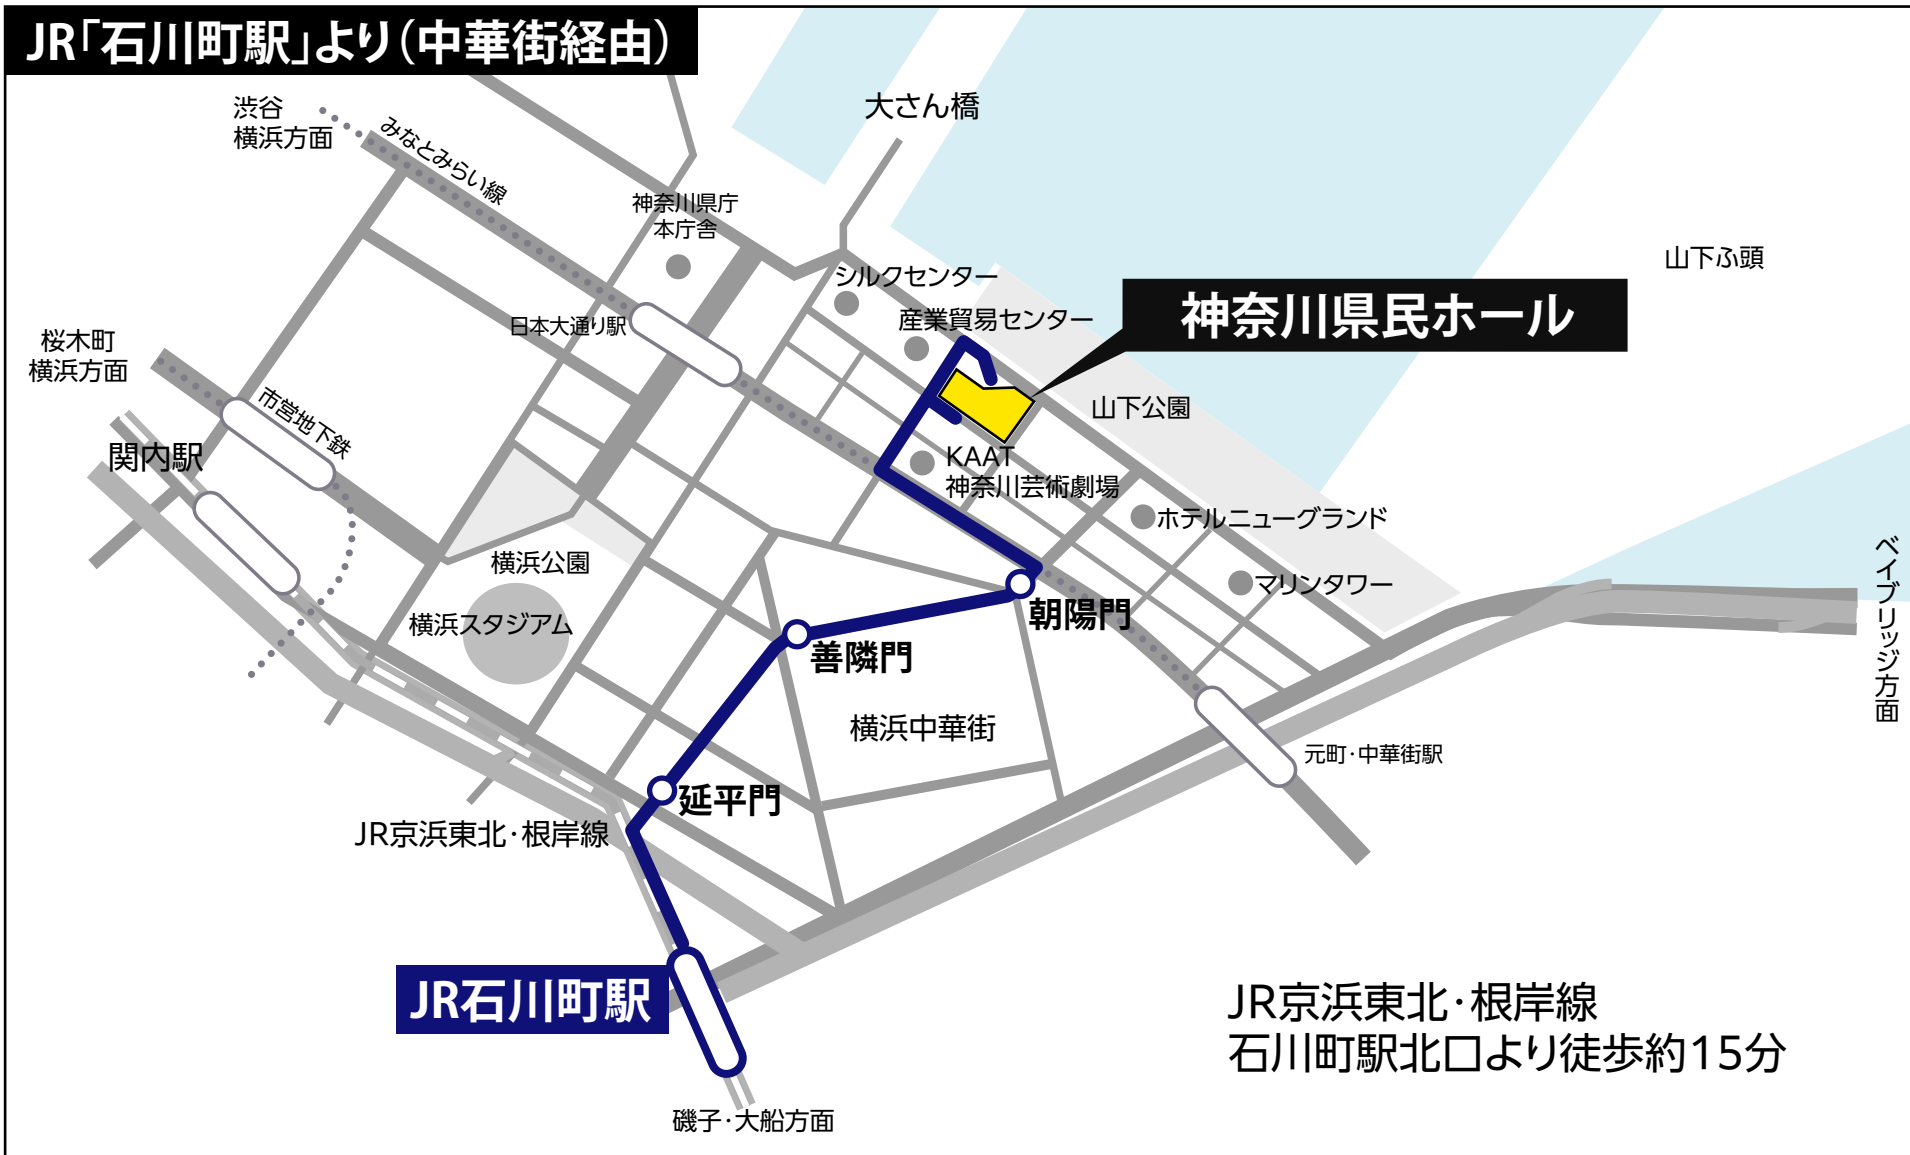 JR「石川町駅」より（中華街経由）
渋谷
横浜方面
みなとみらい線
大さん橋
神奈川県庁
本庁舎
シルクセンター
山下ふ頭
産業貿易センター
神奈川県民ホール
日本大通り駅
桜木町
横浜方面
市営地下鉄
山下公園
関内駅
KAAT
神奈川芸術劇場
ホテルニューグランド
横浜公園
マリンタワー
ベイブリッジ方面
横浜スタジアム
朝陽門
善隣門
横浜中華街
元町・中華街駅
延平門
JR京浜東北・根岸線
JR石川町駅
JR京浜東北・根岸線
石川町駅北口より徒歩約15分
磯子・大船方面